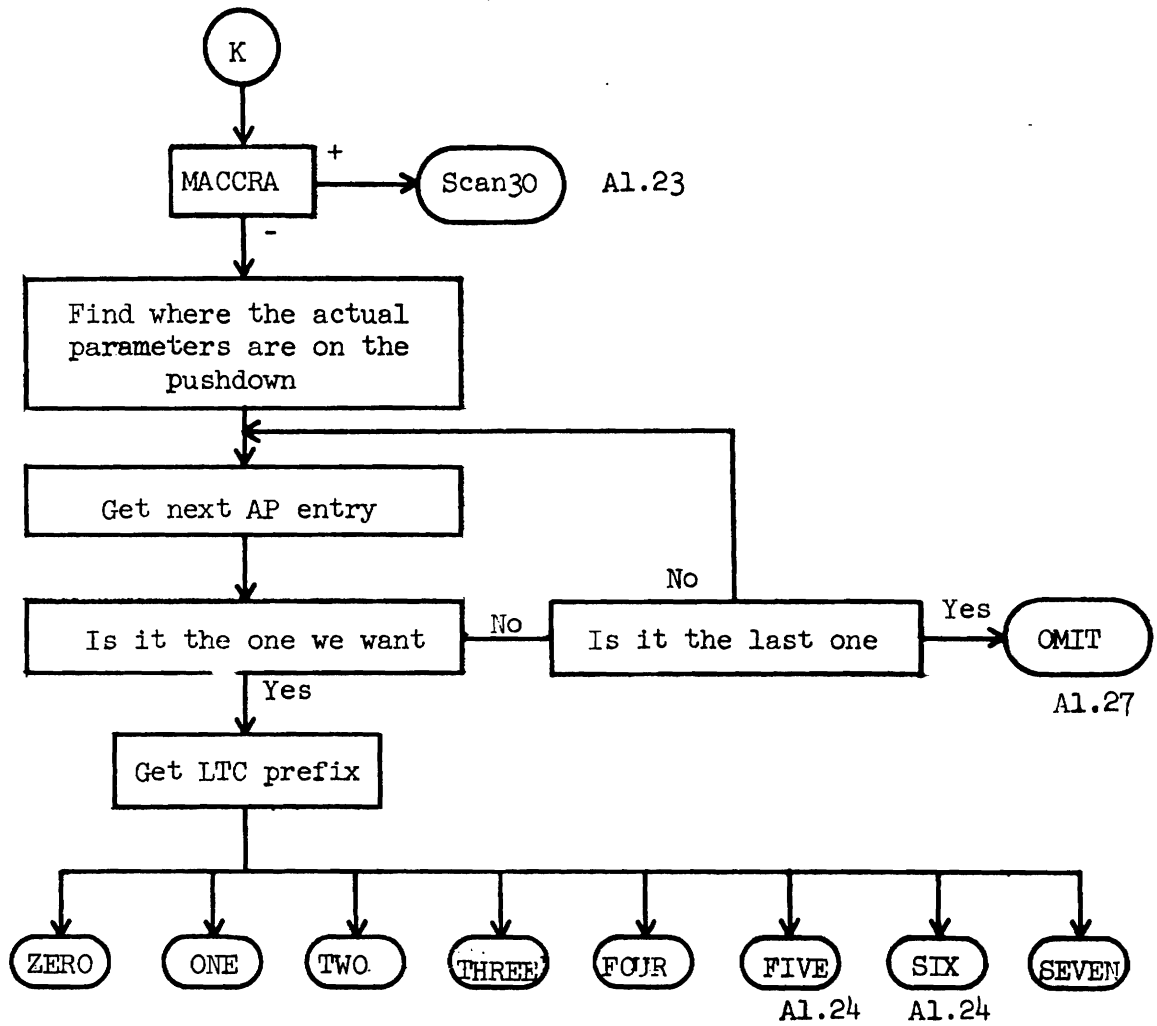 K
+
MACCRA
Scan30
A1.23
-
Find where the actual
parameters are on the
pushdown
Get next AP entry
No
Is it the one we want
No
Is it the last one
Yes
OMIT
Yes
A1.27
Get LTC prefix
ZERO
ONE
TWO
THREE
FOUR
FIVE
SIX
SEVEN
A1.24
A1.24